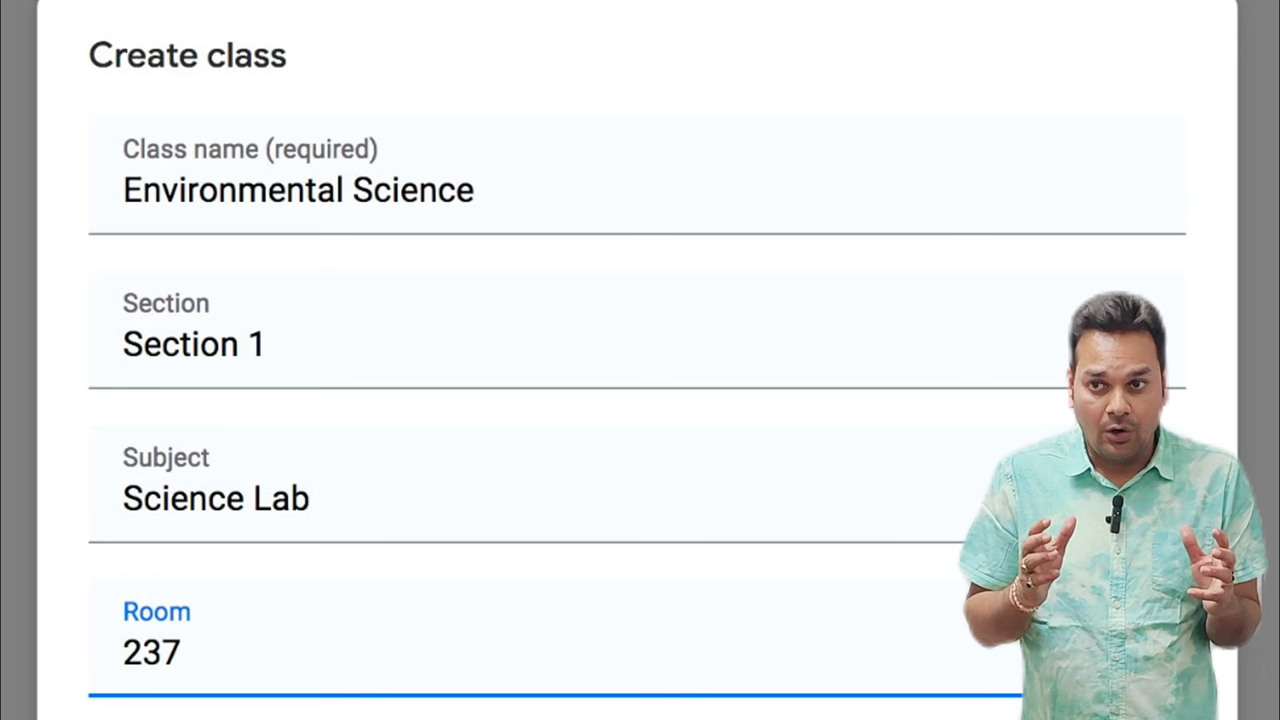 Create class
Class name (required)
Environmental Science
Section
Section 1
Subject
Science Lab
Room
237